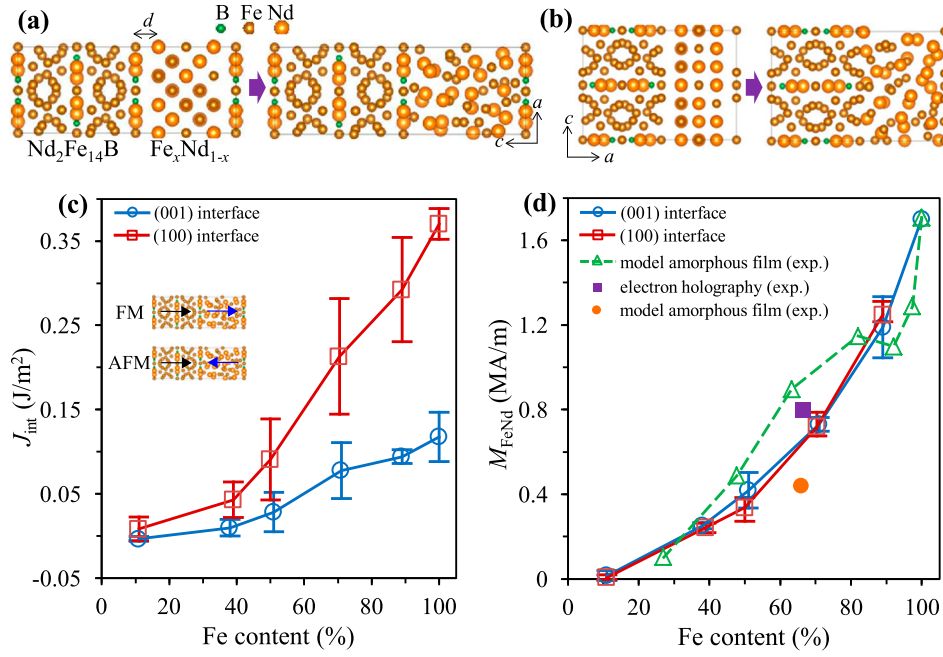 (a)
d
B Fe Nd
Nd2Fe14B
FexNd1-x
a
c
(b)
c
a
(c)
(001) interface
(100) interface
FM
AFM
0.35
0.25
0.15
0.05
-0.05
Jint (J/m2)
0 20 40 60 80 100
Fe content (%)
(d)
(001) interface
(100) interface
model amorphous film (exp.)
electron holography (exp.)
model amorphous film (exp.)
1.6
1.2
0.8
0.4
0
MFeNd (MA/m)
0 20 40 60 80 100
Fe content (%)